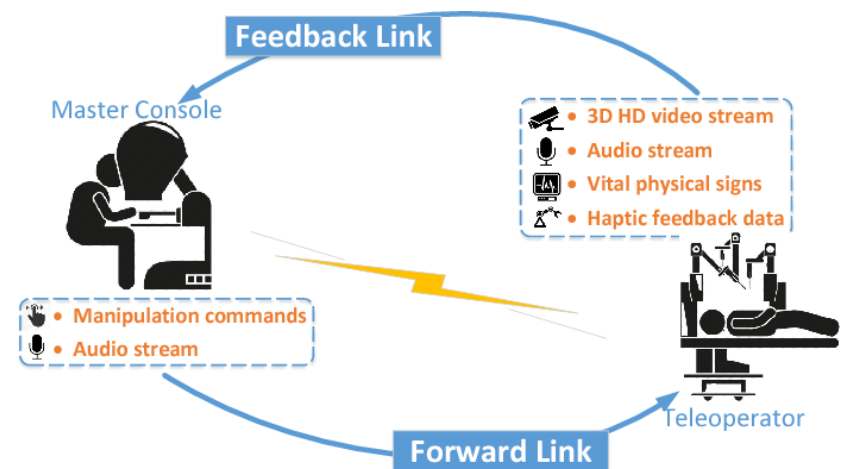 Feedback Link
Master Console
• 3D HD video stream
• Audio stream
• Vital physical signs
• Haptic feedback data
• Manipulation commands
• Audio stream
Teleoperator
Forward Link